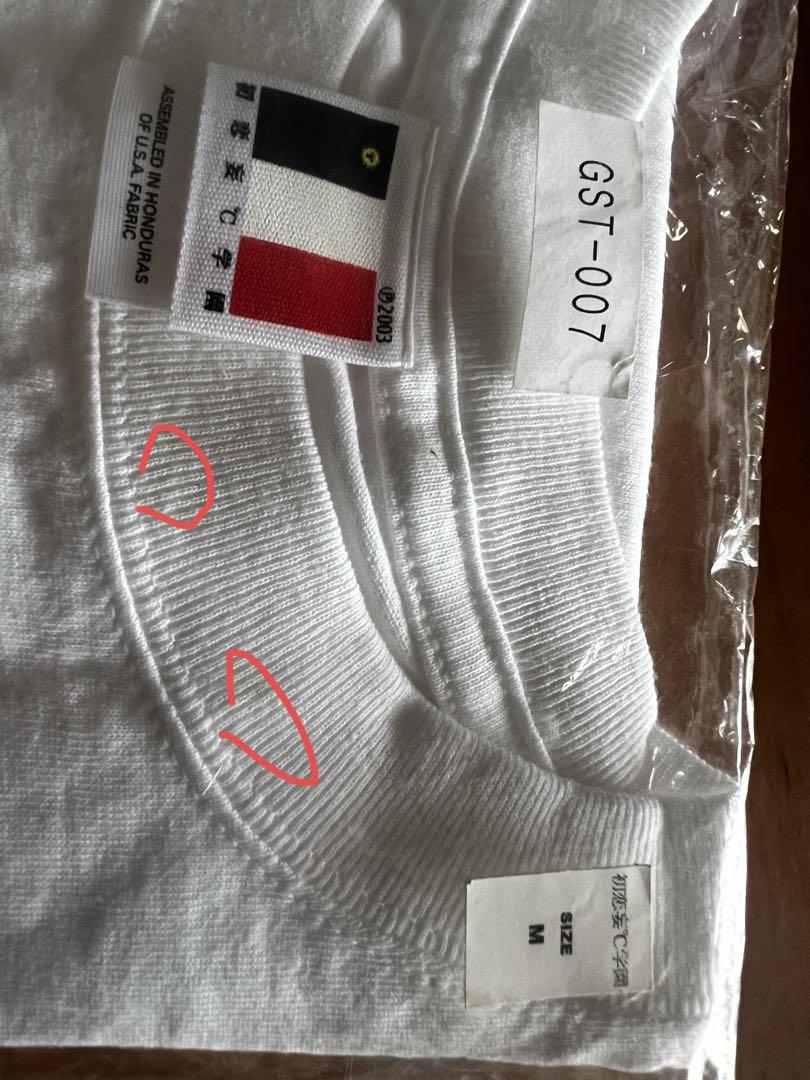 ASSEMBLED IN HONDURAS
OF U.S.A. FABRIC
初恋妄℃学園
℗2003
GST-007
初恋妄℃学園
SIZE
M